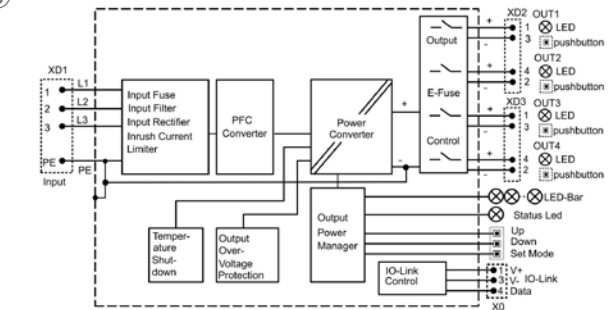 XD2 OUT1
+ 1 LED
Output - 3 pushbutton
OUT2
+ 4 LED
- 2 pushbutton
E-Fuse
XD3 OUT3
+ 1 LED
- 3 pushbutton
Control
OUT4
+ 4 LED
- 2 pushbutton
XD1
1 L1
2 L2
3 L3
PE PE
Input
Input Fuse
Input Filter
Input Rectifier
Inrush Current
Limiter
PFC
Converter
Power
Converter
+
-
LED-Bar
Status Led
Up
Down
Set Mode
Temper-
ature
Shut-
down
Output
Over-
Voltage
Protection
Output
Power
Manager
IO-Link
Control
1 V+
3 V- IO-Link
4 Data
X0